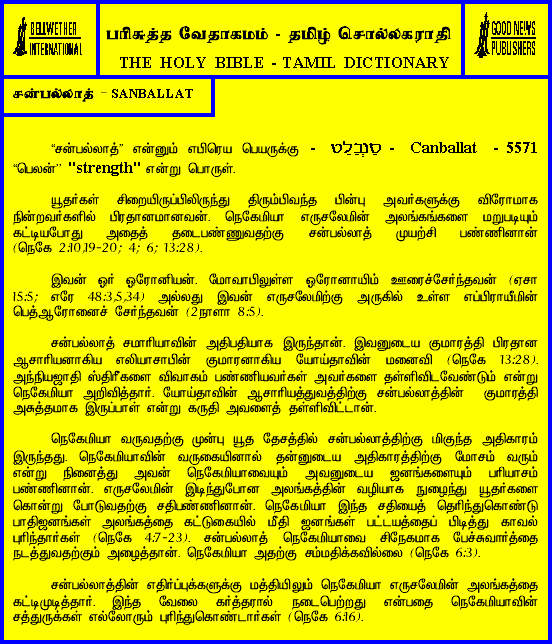 BELLWETHER
INTERNATIONAL
பரிசுத்த வேதாகமம் - தமிழ் சொல்லகராதி
THE HOLY BIBLE - TAMIL DICTIONARY
GOOD NEWS
PUBLISHERS
சன்பல்லாத் - SANBALLAT
“சன்பல்லாத்” என்னும் எபிரெய பெயருக்கு - סַנְבַלַּט - Canballat - 5571
“பெலன்” "strength" என்று பொருள்.
யூதர்கள் சிறையிருப்பிலிருந்து திரும்பிவந்த பின்பு அவர்களுக்கு விரோமாக
நின்றவர்களில் பிரதானமானவன். நெகேமியா எருசலேமின் அலங்கங்களை மறுபடியும்
கட்டியபோது அதைத் தடைபண்ணுவதற்கு சன்பல்லாத் முயற்சி பண்ணினான்
(நெகே 2:10,19-20; 4; 6; 13:28).
இவன் ஓர் ஓரோனியன். மோவாபிலுள்ள ஓரோனாயிம் ஊரைச்சேர்ந்தவன் (ஏசா
15:5; எரே 48:3,5,34) அல்லது இவன் எருசலேமிற்கு அருகில் உள்ள எப்பிராயீமின்
பெத்ஆரோனைச் சேர்ந்தவன் (2நாளா 8:5).
சன்பல்லாத் சமாரியாவின் அதிபதியாக இருந்தான். இவனுடைய குமாரத்தி பிரதான
ஆசாரியனாகிய எலியாசாபின் குமாரனாகிய யோய்தாவின் மனைவி (நெகே 13:28).
அந்நியஜாதி ஸ்திரீகளை விவாகம் பண்ணியவர்கள் அவர்களை தள்ளிவிடவேண்டும் என்று
நெகேமியா அறிவித்தார். யோய்தாவின் ஆசாரியத்துவத்திற்கு சன்பல்லாத்தின் குமாரத்தி
அசுத்தமாக இருப்பாள் என்று கருதி அவளைத் தள்ளிவிட்டான்.
நெகேமியா வருவதற்கு முன்பு யூத தேசத்தில் சன்பல்லாத்திற்கு மிகுந்த அதிகாரம்
இருந்தது. நெகேமியாவின் வருகையினால் தன்னுடைய அதிகாரத்திற்கு மோசம் வரும்
என்று நினைத்து அவன் நெகேமியாவையும் அவனுடைய ஜனங்களையும் பரியாசம்
பண்ணினான். எருசலேமின் இடிந்துபோன அலங்கத்தின் வழியாக நுழைந்து யூதர்களை
கொன்று போடுவதற்கு சதிபண்ணினான். நெகேமியா இந்த சதியைத் தெரிந்துகொண்டு
பாதிஜனங்கள் அலங்கத்தை கட்டுகையில் மீதி ஜனங்கள் பட்டயத்தைப் பிடித்து காவல்
புரிந்தார்கள் (நெகே 4:7-23). சன்பல்லாத் நெகேமியாவை சிநேகமாக பேச்சுவார்த்தை
நடத்துவதற்கும் அழைத்தான். நெகேமியா அதற்கு சம்மதிக்கவில்லை (நெகே 6:3).
சன்பல்லாத்தின் எதிர்ப்புக்களுக்கு மத்தியிலும் நெகேமியா எருசலேமின் அலங்கத்தை
கட்டிமுடித்தார். இந்த வேலை கர்த்தரால் நடைபெற்றது என்பதை நெகேமியாவின்
சத்துருக்கள் எல்லோரும் புரிந்துகொண்டார்கள் (நெகே 6:16).